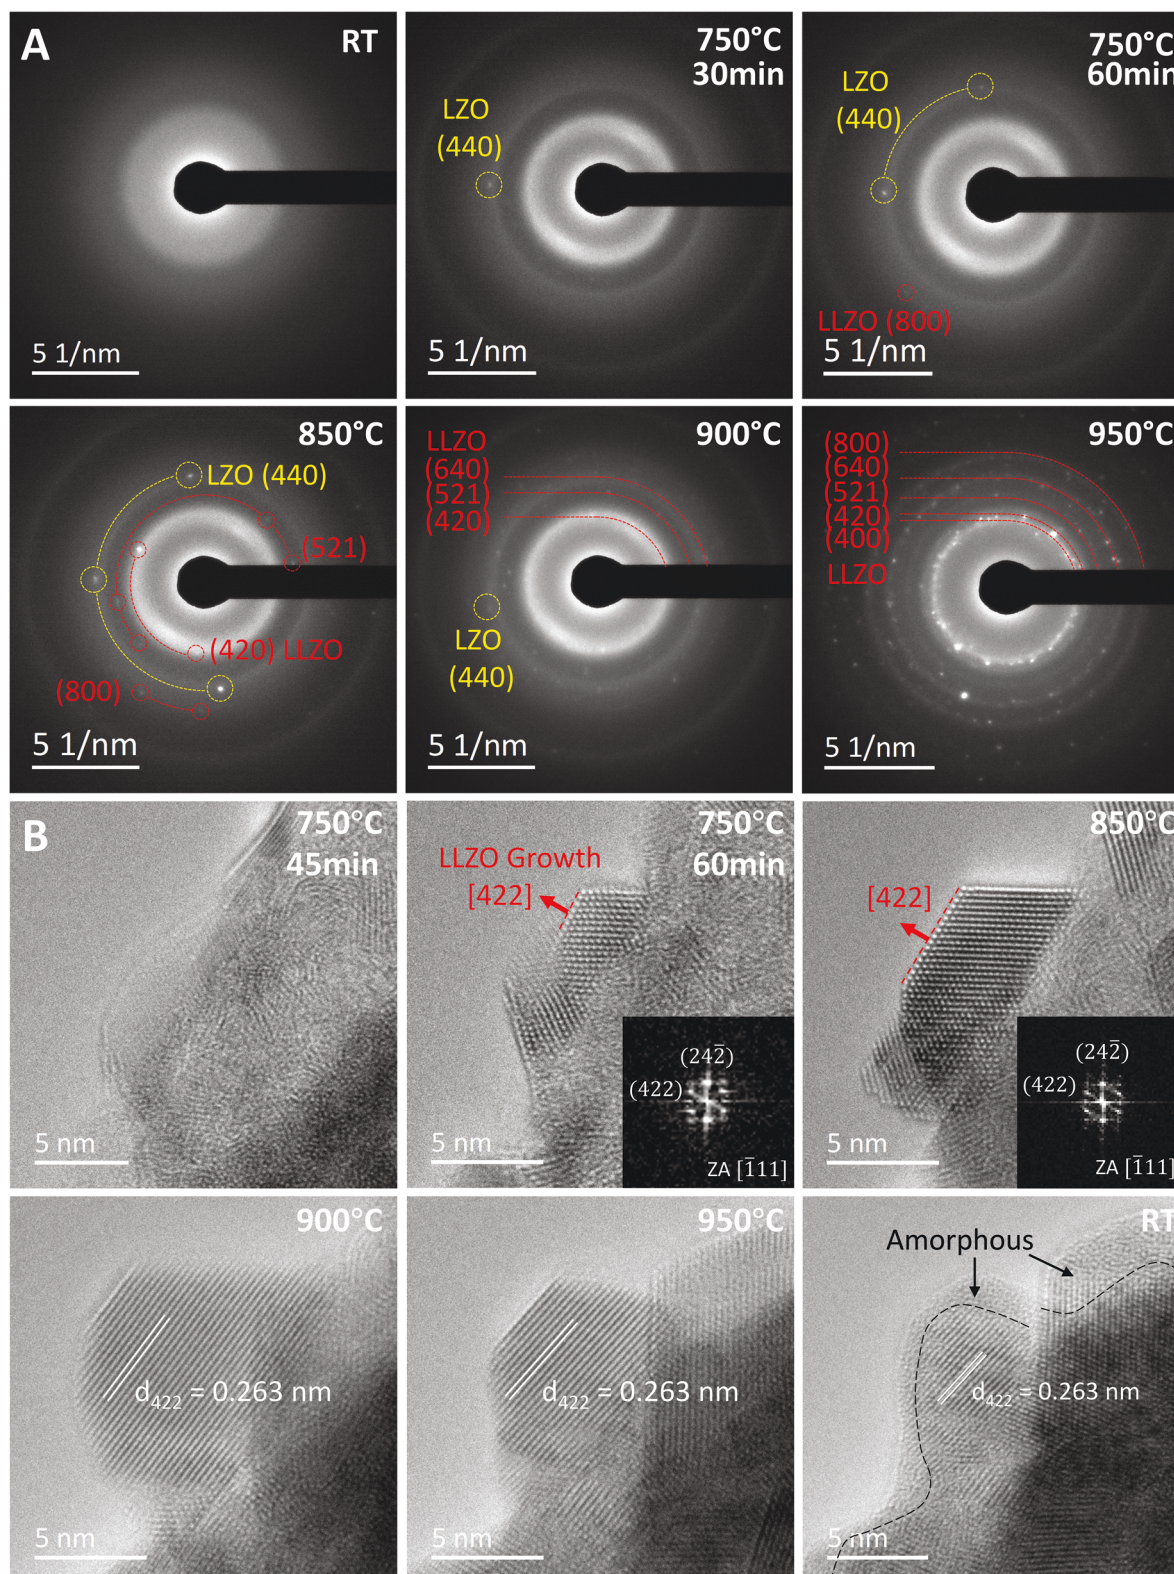 A
RT
5 1/nm
750°C
30min
LZO
(440)
5 1/nm
750°C
60min
LZO
(440)
LLZO (800)
5 1/nm
850°C
LZO (440)
(521)
(420) LLZO
(800)
5 1/nm
900°C
LLZO
(640)
(521)
(420)
LZO
(440)
5 1/nm
950°C
(800)
(640)
(521)
(420)
(400)
LLZO
5 1/nm
B
750°C
45min
5 nm
750°C
60min
LLZO Growth
[422]
(242̅)
(422)
ZA [1̅11]
5 nm
850°C
[422]
(242̅)
(422)
ZA [1̅11]
5 nm
900°C
d₄₂₂ = 0.263 nm
5 nm
950°C
d₄₂₂ = 0.263 nm
5 nm
RT
Amorphous
d₄₂₂ = 0.263 nm
5 nm